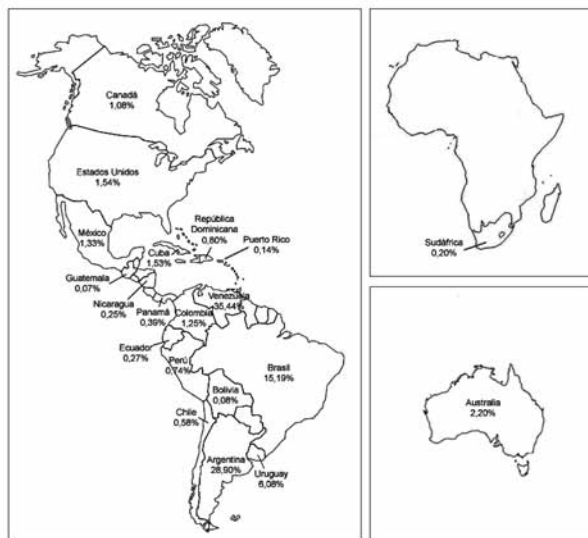 Canadá
1,08%
Estados Unidos
1,54%
México
1,33%
República
Dominicana
0,80%
Puerto Rico
0,14%
Cuba
1,53%
Guatemala
0,07%
Nicaragua
0,25%
Panamá
0,39%
Colombia
1,25%
Venezuela
35,44%
Ecuador
0,27%
Perú
0,74%
Brasil
15,19%
Bolivia
0,08%
Chile
0,58%
Argentina
28,90%
Uruguay
6,08%
Sudáfrica
0,20%
Australia
2,20%